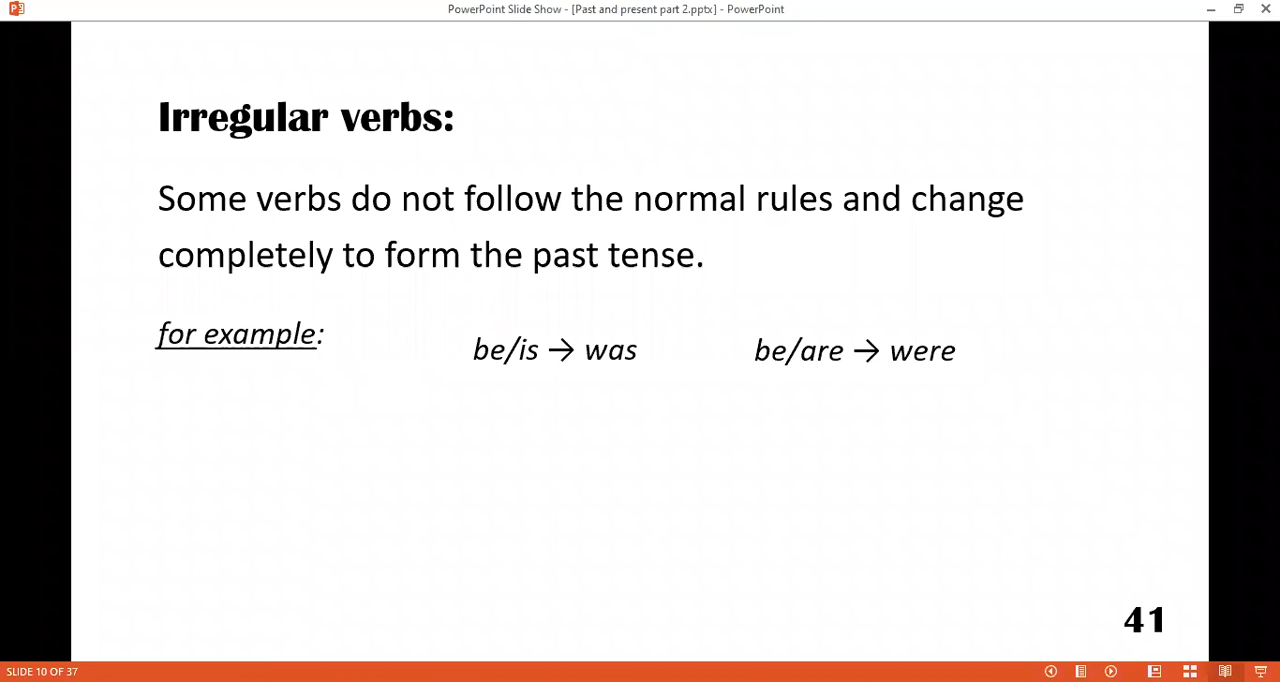 PowerPoint Slide Show - [Past and present part 2.pptx] - PowerPoint
Irregular verbs:
Some verbs do not follow the normal rules and change
completely to form the past tense.
for example:
be/is → was be/are → were
41
SLIDE 10 OF 37